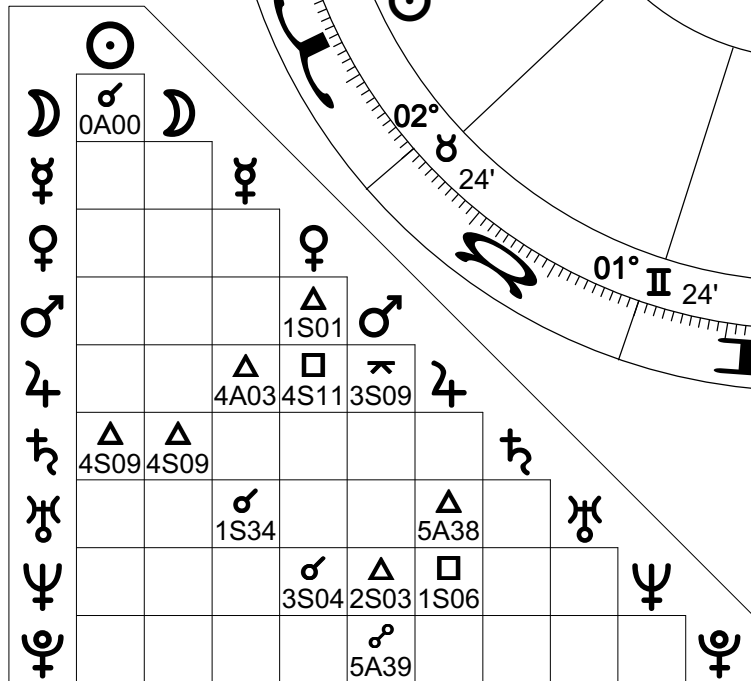 ☉
☉
☽ ☌ ☽
0A00
02°
♉
24'
☿ ☿
♀ ♀
01° ♊ 24'
♂ △ ♂
1S01
♃ △ □ ⚻ ♃
4A03 4S11 3S09
♄ △ △ ♄
4S09 4S09
♅ ☌ △ ♅
1S34 5A38
♆ ☌ △ □ ♆
3S04 2S03 1S06
⯓ ☍ ⯓
5A39